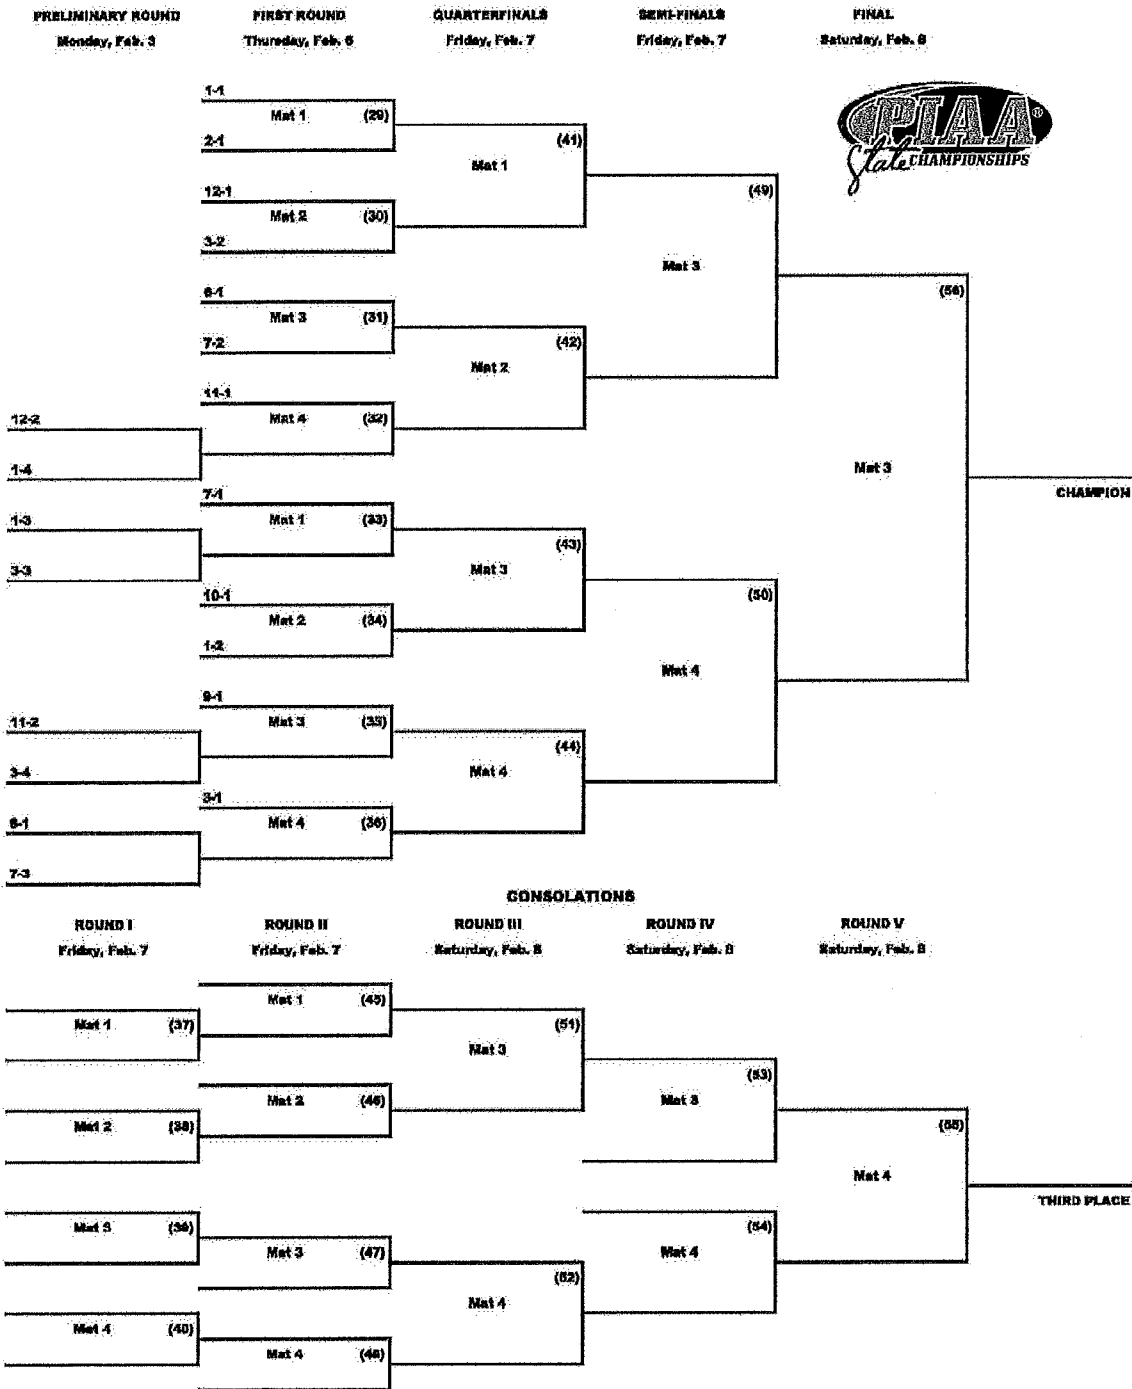 PRELIMINARY ROUND FIRST ROUND QUARTERFINALS SEMI-FINALS FINAL
Monday, Feb. 3 Thursday, Feb. 6 Friday, Feb. 7 Friday, Feb. 7 Saturday, Feb. 8
PIAA®
State CHAMPIONSHIPS
1-1
Mat 1 (29)
2-1
(41)
Mat 1
12-1
(49)
Mat 2 (30)
3-2
Mat 3
(56)
6-1
Mat 3 (31)
7-2
(42)
Mat 2
11-1
12-2
Mat 4 (32)
1-4
Mat 3
CHAMPION
7-1
1-3
Mat 1 (33)
3-3
(43)
Mat 3
10-1
(50)
Mat 2 (34)
1-2
Mat 4
9-1
11-2
Mat 3 (35)
3-4
(44)
Mat 4
3-1
6-1
Mat 4 (36)
7-3
CONSOLATIONS
ROUND I ROUND II ROUND III ROUND IV ROUND V
Friday, Feb. 7 Friday, Feb. 7 Saturday, Feb. 8 Saturday, Feb. 8 Saturday, Feb. 8
Mat 1 (45)
Mat 1 (37)
(51)
Mat 3
(53)
Mat 2 (46)
Mat 3
Mat 2 (38)
(55)
Mat 4
THIRD PLACE
Mat 3 (39)
(54)
Mat 3 (47)
Mat 4
(52)
Mat 4
Mat 4 (40)
Mat 4 (48)